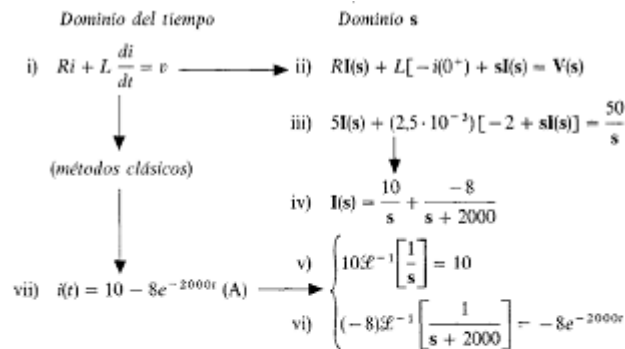 Dominio del tiempo Dominio s
i) Ri + L di/dt = v ii) RI(s) + L[−i(0⁺) + sI(s) = V(s)
iii) 5I(s) + (2,5 · 10⁻³)[−2 + sI(s)] = 50/s
(métodos clásicos)
iv) I(s) = 10/s + −8/(s + 2000)
v) 10ℒ⁻¹[1/s] = 10
vii) i(t) = 10 − 8e⁻²⁰⁰⁰ᵗ (A)
vi) (−8)ℒ⁻¹[1/(s + 2000)] = −8e⁻²⁰⁰⁰ᵗ